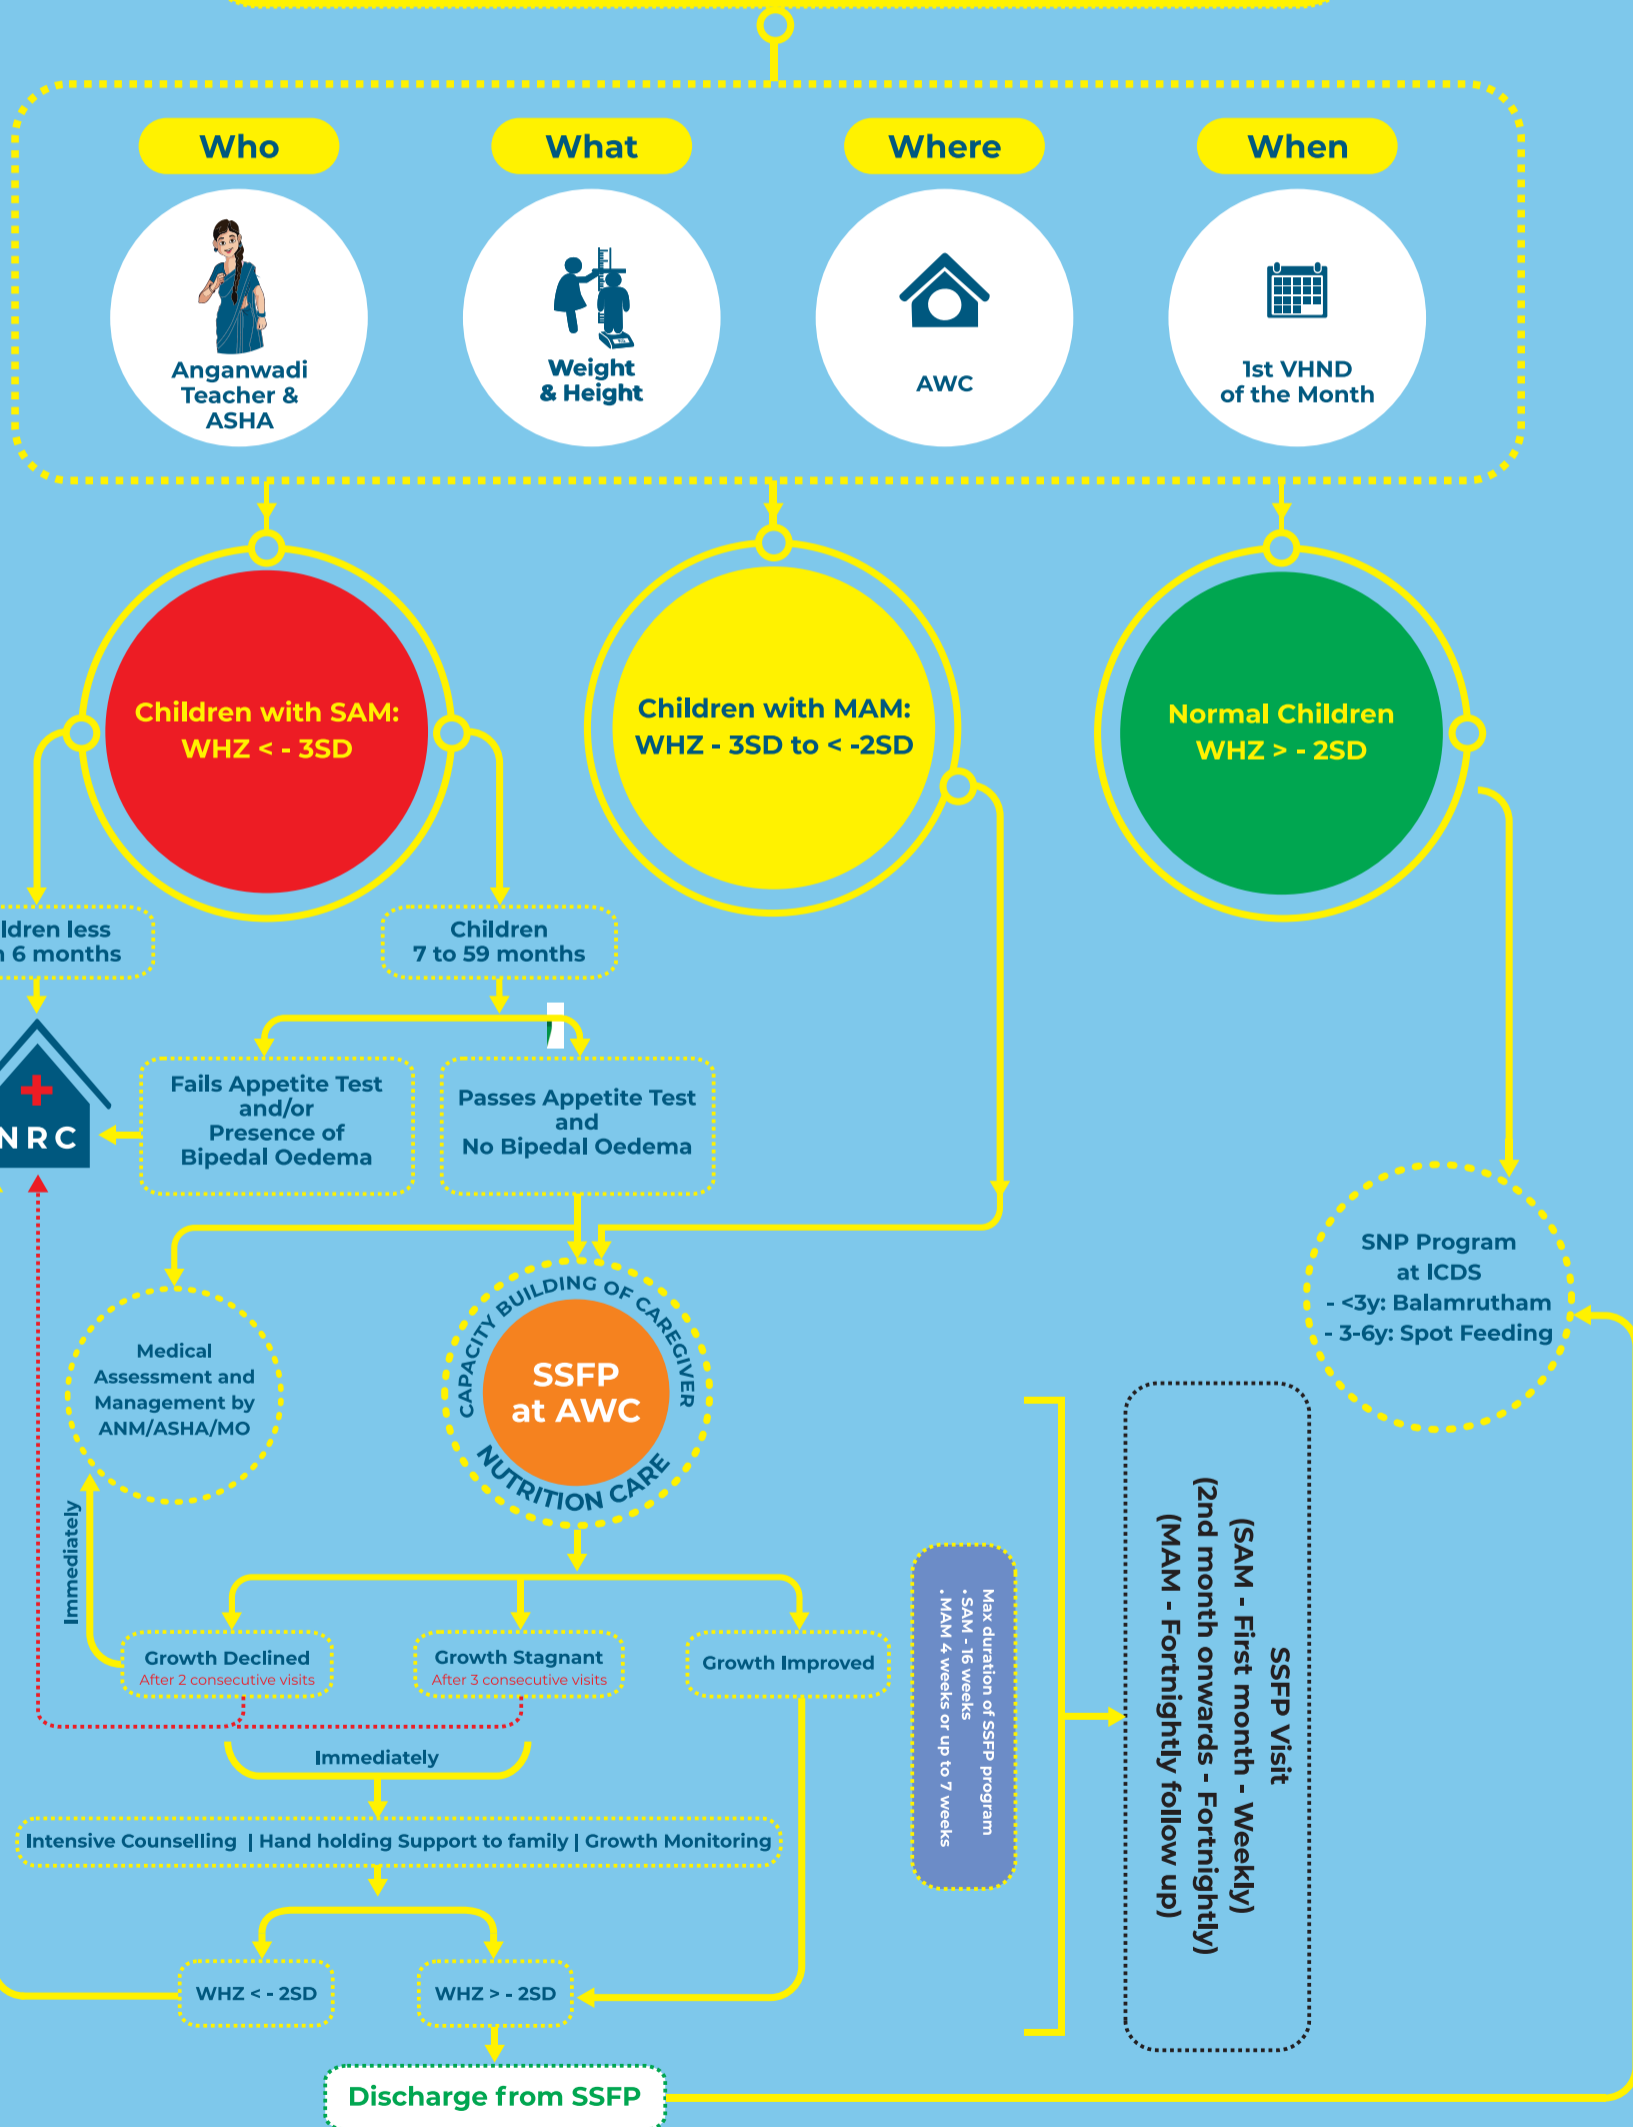 Who
What
Where
When
Anganwadi
Teacher &
ASHA
Weight
& Height
AWC
1st VHND
of the Month
Children with SAM:
WHZ < - 3SD
Children with MAM:
WHZ - 3SD to < -2SD
Normal Children
WHZ > - 2SD
ldren less
n 6 months
Children
7 to 59 months
NRC
Fails Appetite Test
and/or
Presence of
Bipedal Oedema
Passes Appetite Test
and
No Bipedal Oedema
SNP Program
at ICDS
- <3y: Balamrutham
- 3-6y: Spot Feeding
Medical
Assessment and
Management by
ANM/ASHA/MO
CAPACITY BUILDING OF CAREGIVER
SSFP
at AWC
NUTRITION CARE
Immediately
Growth Declined
After 2 consecutive visits
Growth Stagnant
After 3 consecutive visits
Growth Improved
Max duration of SSFP program
. SAM - 16 weeks
. MAM 4 weeks or up to 7 weeks
SSFP Visit
(SAM - First month - Weekly)
(2nd month onwards - Fortnightly)
(MAM - Fortnightly follow up)
Immediately
Intensive Counselling | Hand holding Support to family | Growth Monitoring
WHZ < - 2SD
WHZ > - 2SD
Discharge from SSFP